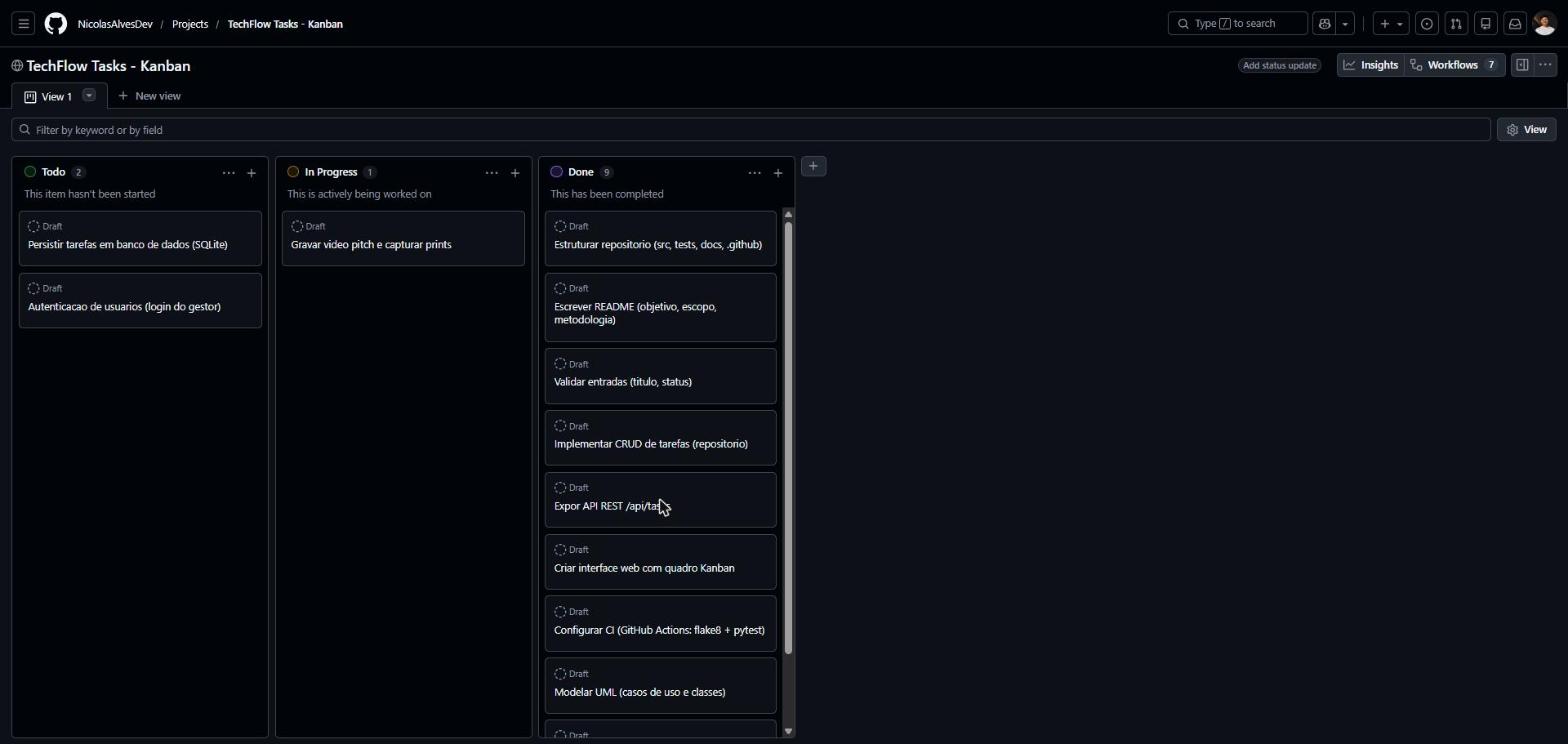 NicolasAlvesDev / Projects / TechFlow Tasks - Kanban
Type / to search
TechFlow Tasks - Kanban
Add status update
Insights
Workflows 7
View 1
New view
Filter by keyword or by field
View
Todo 2
This item hasn't been started
Draft
Persistir tarefas em banco de dados (SQLite)
Draft
Autenticacao de usuarios (login do gestor)
In Progress 1
This is actively being worked on
Draft
Gravar video pitch e capturar prints
Done 9
This has been completed
Draft
Estruturar repositorio (src, tests, docs, .github)
Draft
Escrever README (objetivo, escopo,
metodologia)
Draft
Validar entradas (titulo, status)
Draft
Implementar CRUD de tarefas (repositorio)
Draft
Expor API REST
Draft
Criar interface web com quadro Kanban
Draft
Configurar CI (GitHub Actions: flake8 + pytest)
Draft
Modelar UML (casos de uso e classes)
Draft